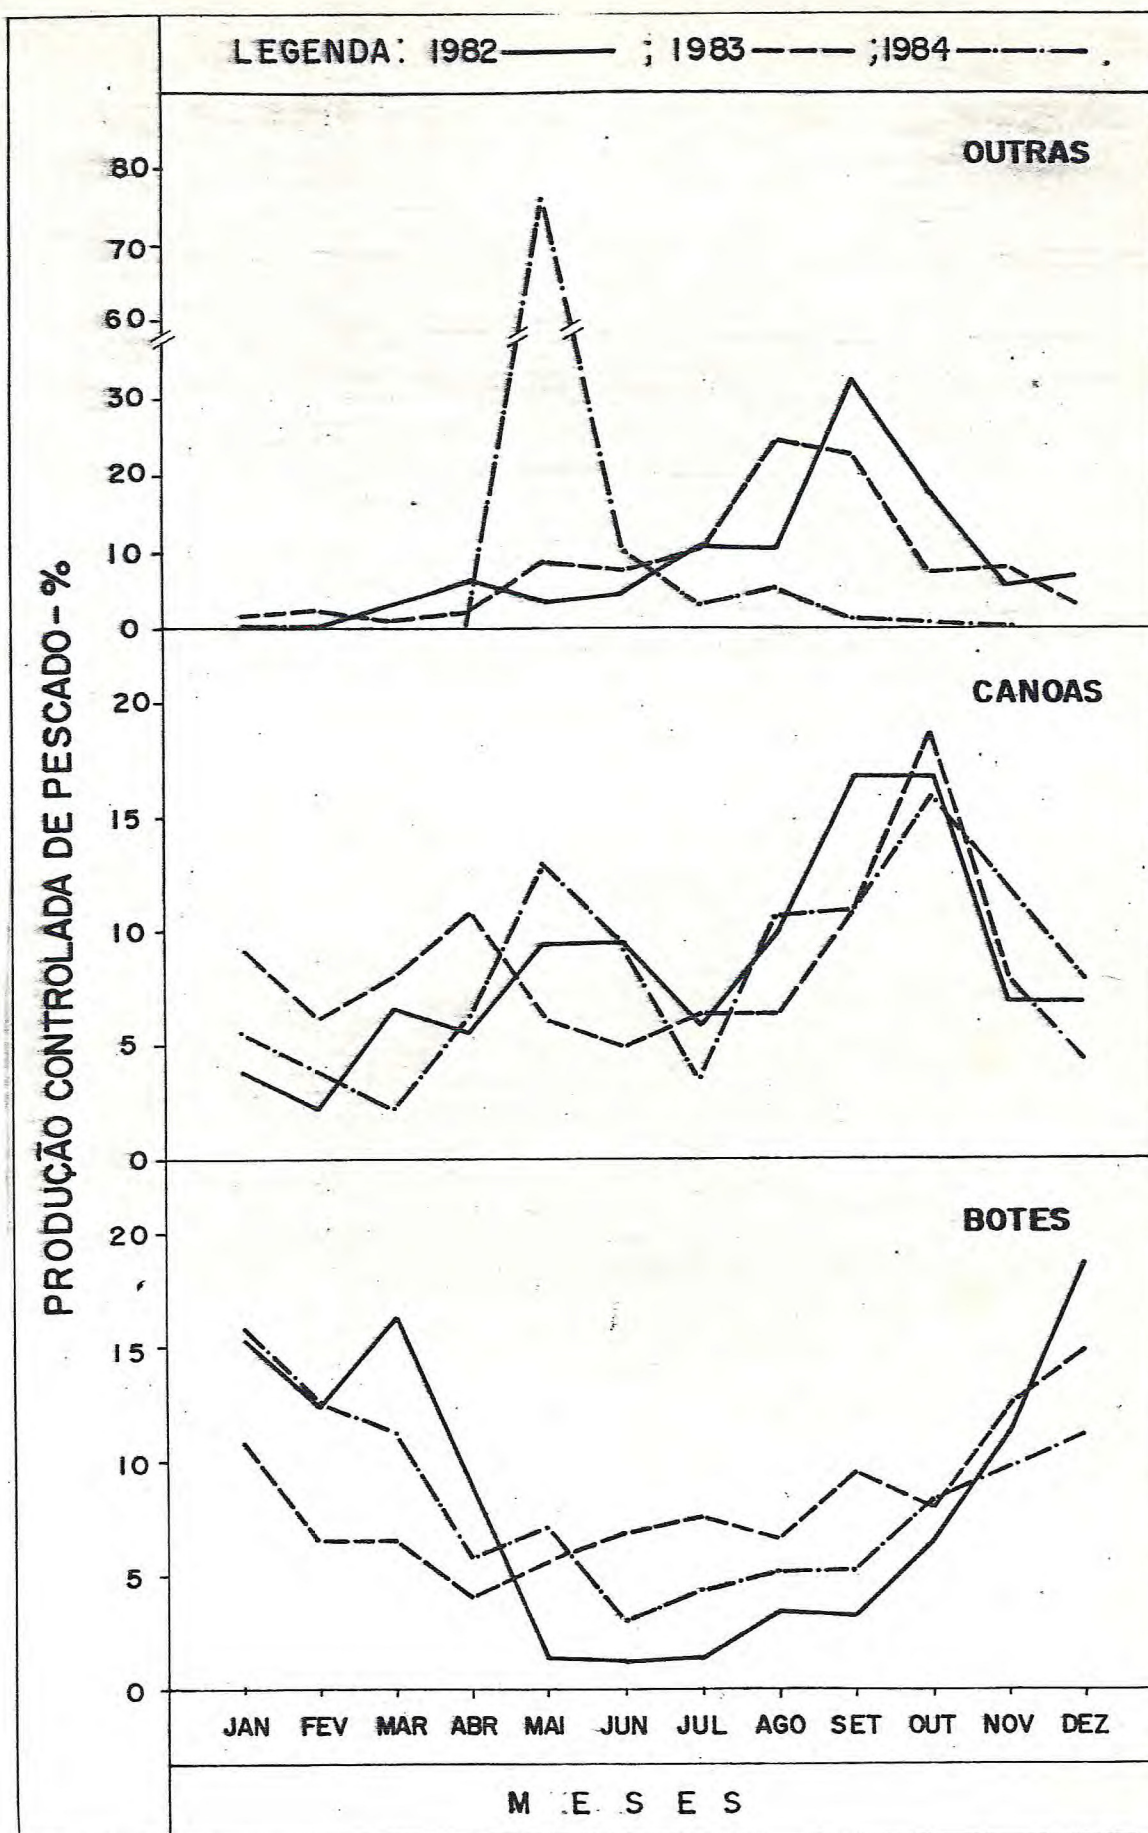 LEGENDA: 1982 ; 1983 ; 1984 .
OUTRAS
80
70
60
30
20
10
0
CANOAS
20
15
10
5
0
BOTES
20
15
10
5
0
PRODUÇÃO CONTROLADA DE PESCADO-%
JAN FEV MAR ABR MAI JUN JUL AGO SET OUT NOV DEZ
M E S E S